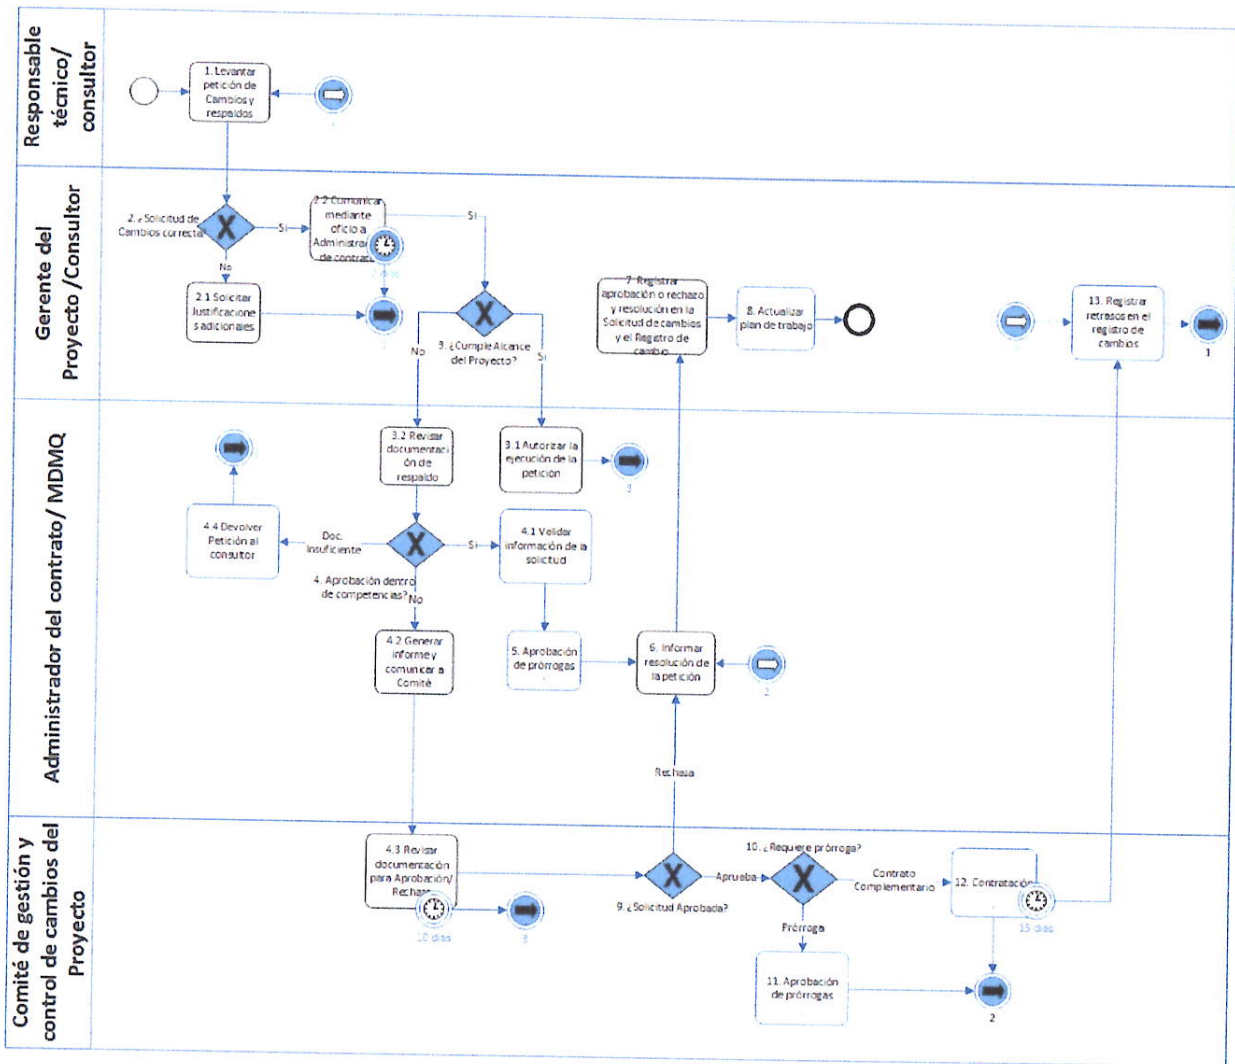 Responsable
técnico/
consultor
1. Levantar
petición de
Cambios y
respaldos
Gerente del
Proyecto /Consultor
2. ¿Solicitud de
Cambios correcta
Si
No
2.1 Solicitar
Justificacione
s adicionales
2.2 Comunicar
mediante
oficio a
Administra
de contrat
Si
3. ¿Cumple Alcance
del Proyecto?
No
Si
7. Registrar
aprobación o rechazo
y resolución en la
Solicitud de cambios
y el Registro de
cambio
8. Actualizar
plan de trabajo
13. Registrar
retrasos en el
registro de
cambios
1
Administrador del contrato/ MDMQ
3.2 Revisar
documentaci
ón de
respaldo
3.1 Autorizar la
ejecución de la
petición
3
4.4 Devolver
Petición al
consultor
Doc.
Insuficiente
Si
4.1 Validar
información de la
solicitud
4. Aprobación dentro
de competencias?
No
4.2 Generar
informe y
comunicar a
Comité
5. Aprobación
de prórrogas
6. Informar
resolución de
la petición
2
Rechaza
Comité de gestión y
control de cambios del
Proyecto
4.3 Revisar
documentación
para Aprobación/
Rechazo
10 días
3
9. ¿Solicitud Aprobada?
Aprueba
10. ¿Requiere prórroga?
Contrato
Complementario
12. Contratación
15 días
Prórroga
11. Aprobación
de prórrogas
2